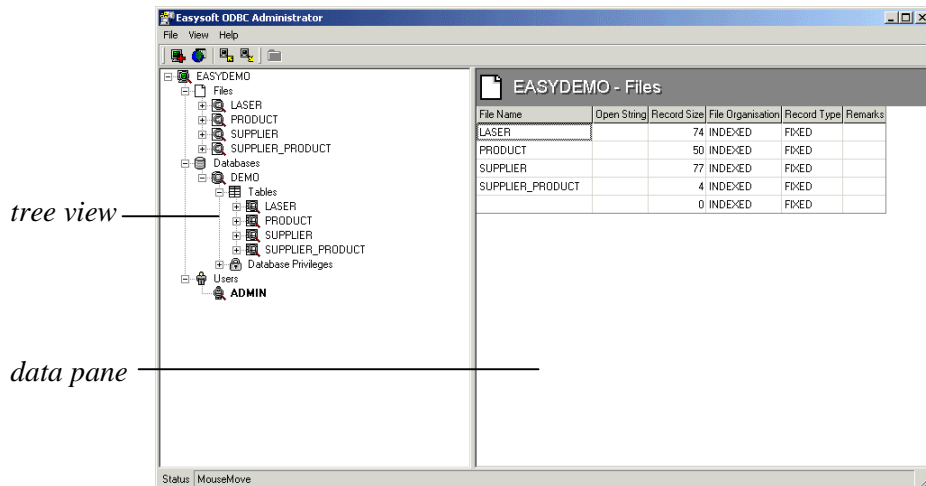 Easysoft ODBC Administrator
File View Help
EASYDEMO
Files
LASER
PRODUCT
SUPPLIER
SUPPLIER_PRODUCT
Databases
DEMO
Tables
LASER
PRODUCT
SUPPLIER
SUPPLIER_PRODUCT
Database Privileges
Users
ADMIN
tree view
data pane
EASYDEMO - Files
File Name Open String Record Size File Organisation Record Type Remarks
LASER 74 INDEXED FIXED
PRODUCT 50 INDEXED FIXED
SUPPLIER 77 INDEXED FIXED
SUPPLIER_PRODUCT 4 INDEXED FIXED
0 INDEXED FIXED
Status MouseMove